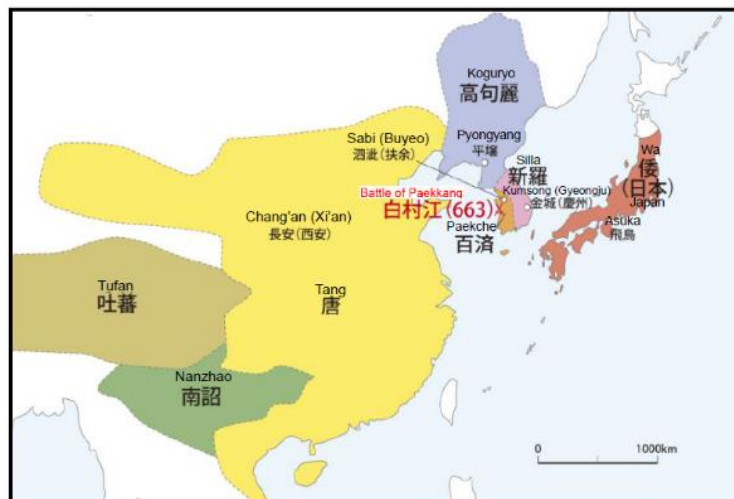 Koguryo
高句麗
Sabi (Buyeo)
泗沘(扶余)
Pyongyang
平壌
Silla
新羅
Wa
倭
(日本)
Japan
Battle of Paekkang
白村江(663)
Kumsong (Gyeongju)
金城(慶州)
Asuka
飛鳥
Chang'an (Xi'an)
長安(西安)
Paekche
百済
Tufan
吐蕃
Tang
唐
Nanzhao
南詔
0 1000km